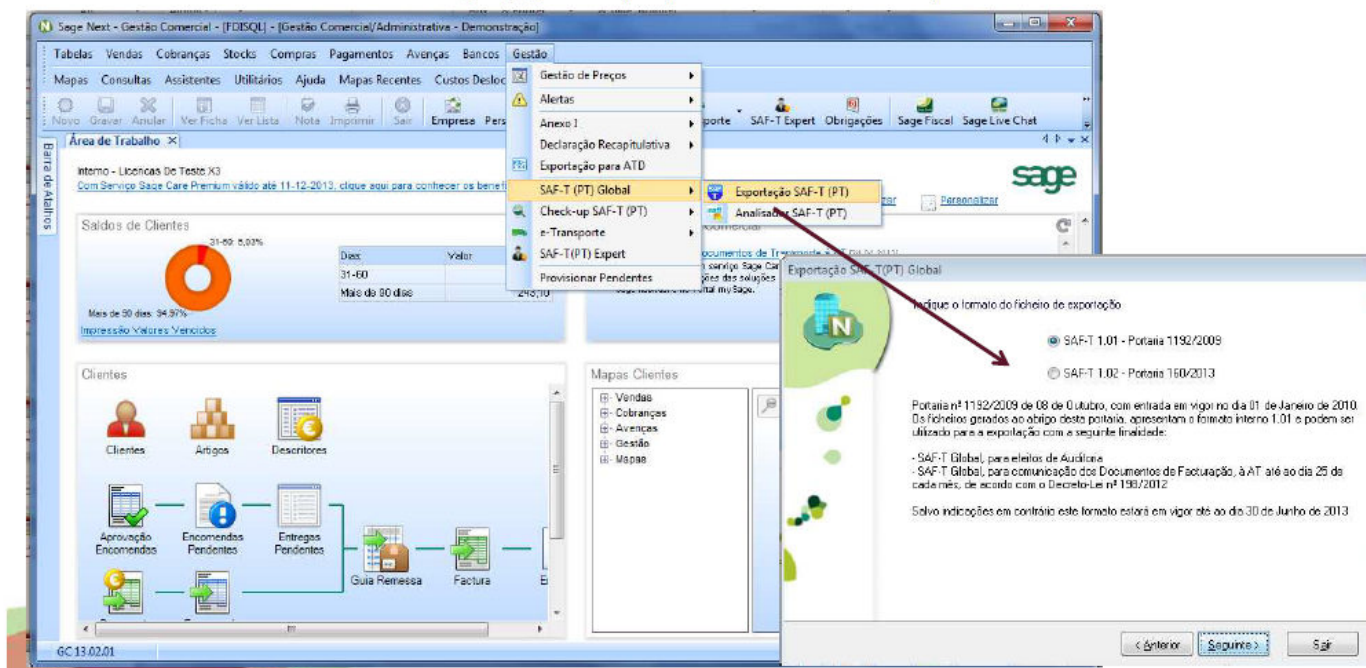 Sage Next - Gestão Comercial - [FDISQL] - [Gestão Comercial/Administrativa - Demonstração]
Tabelas Vendas Cobranças Stocks Compras Pagamentos Avenças Bancos Gestão
Mapas Consultas Assistentes Utilitários Ajuda Mapas Recentes Custos Desloc
Novo Gravar Anular Ver Ficha Ver Lista Nota Imprimir Sair Empresa Pers
porte SAF-T Expert Obrigações Sage Fiscal Sage Live Chat
Gestão de Preços
Alertas
Anexo I
Declaração Recapitulativa
Exportação para ATD
SAF-T (PT) Global
Check-up SAF-T (PT)
e-Transporte
SAF-T(PT) Expert
Provisionar Pendentes
Exportação SAF-T (PT)
Analisador SAF-T (PT)
Barra de Atalhos
Área de Trabalho
Interno - Licencas De Teste X3
Com Serviço Sage Care Premium válido até 11-12-2013, clique aqui para conhecer os benef
sage
Personalizar
Saldos de Clientes
31-60: 5,03%
Mais de 90 dias: 94,97%
Dias Valor
31-60
Mais de 90 dias 243,10
Impressão Valores Vencidos
Clientes
Clientes Artigos Descritores
Aprovação Encomendas
Encomendas Pendentes
Entregas Pendentes
Guia Remessa
Factura
Mapas Clientes
Vendas
Cobranças
Avenças
Gestão
Mapas
GC 13.02.01
Exportação SAF-T(PT) Global
Indique o formato do ficheiro de exportação
SAF-T 1.01 - Portaria 1192/2009
SAF-T 1.02 - Portaria 160/2013
Portaria nº 1192/2009 de 08 de Outubro, com entrada em vigor no dia 01 de Janeiro de 2010.
Os ficheiros gerados ao abrigo desta portaria, apresentam o formato interno 1.01 e podem ser
utilizado para a exportação com a seguinte finalidade:
- SAF-T Global, para efeitos de Auditoria
- SAF-T Global, para comunicação dos Documentos de Facturação, à AT até ao dia 25 de
cada mês, de acordo com o Decreto-Lei nº 198/2012
Salvo indicações em contrário este formato estará em vigor até ao dia 30 de Junho de 2013
< Anterior Seguinte > Sair